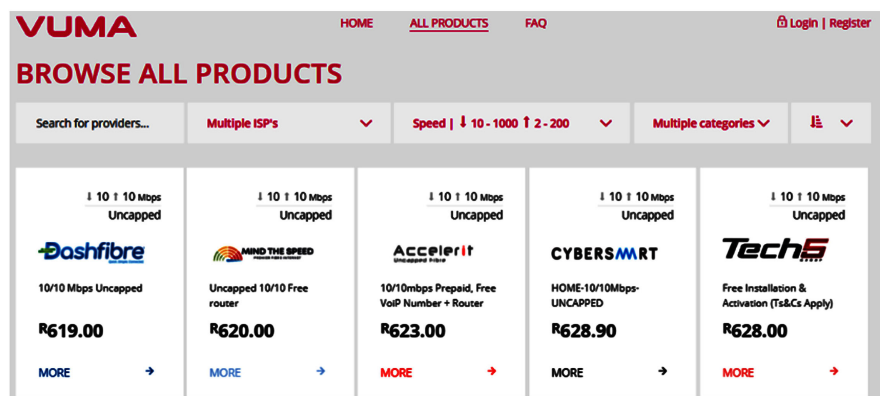 VUMA HOME ALL PRODUCTS FAQ Login | Register
BROWSE ALL PRODUCTS
Search for providers... Multiple ISP's Speed | ↓ 10 - 1000 ↑ 2 - 200 Multiple categories
↓ 10 ↑ 10 Mbps
Uncapped
Dashfibre
10/10 Mbps Uncapped
R619.00
MORE →
↓ 10 ↑ 10 Mbps
Uncapped
MIND THE SPEED
Uncapped 10/10 Free
router
R620.00
MORE →
↓ 10 ↑ 10 Mbps
Uncapped
Accelerit
Uncapped Fibre
10/10mbps Prepaid, Free
VoiP Number + Router
R623.00
MORE →
↓ 10 ↑ 10 Mbps
Uncapped
CYBERSMART
HOME-10/10Mbps-
UNCAPPED
R628.90
MORE →
↓ 10 ↑ 10 Mbps
Uncapped
Tech5
GROUP
Free Installation &
Activation (Ts&Cs Apply)
R628.00
MORE →